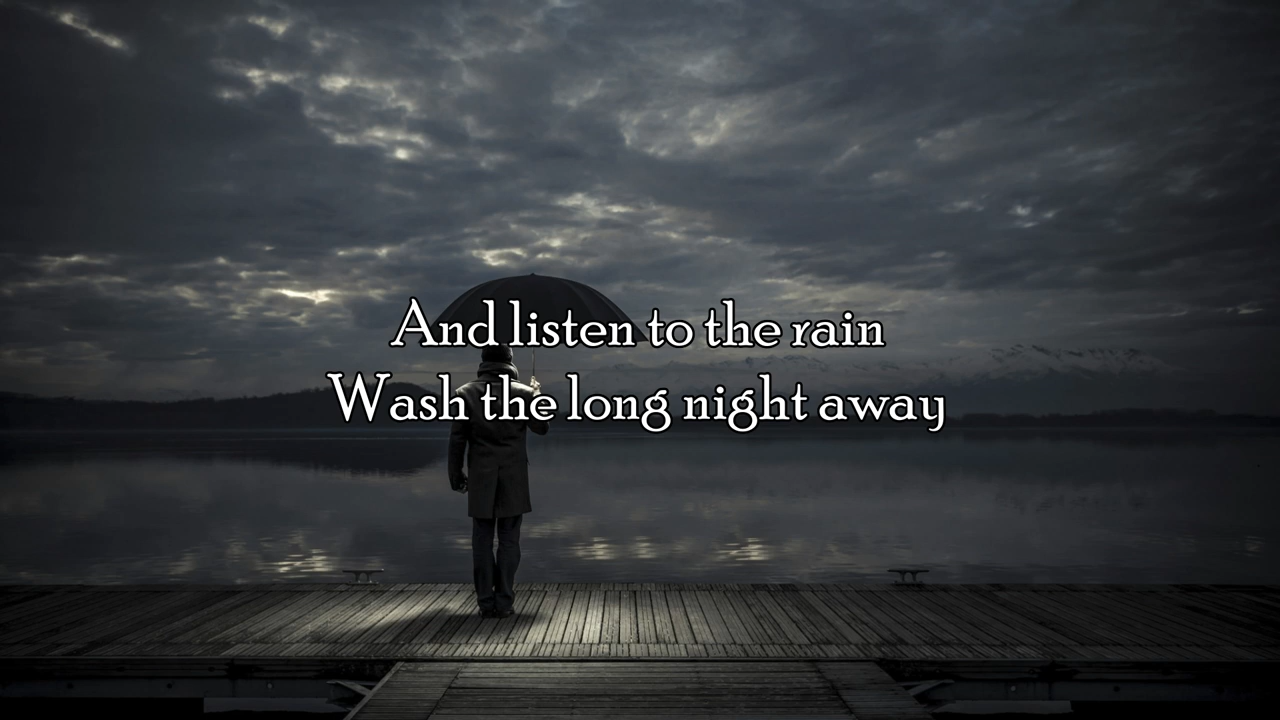 And listen to the rain
Wash the long night away